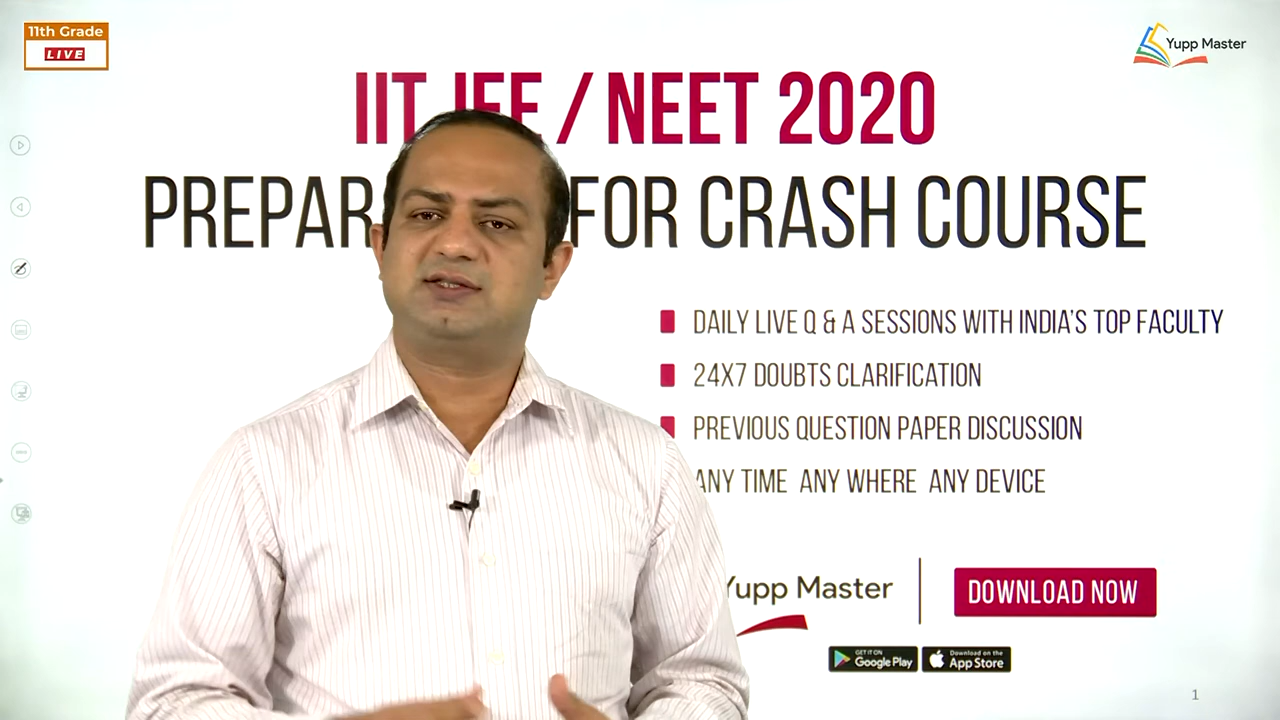 11th Grade
LIVE
Yupp Master
IIT JEE / NEET 2020
FOR CRASH COURSE
DAILY LIVE Q & A SESSIONS WITH INDIA'S TOP FACULTY
24X7 DOUBTS CLARIFICATION
PREVIOUS QUESTION PAPER DISCUSSION
ANY TIME ANY WHERE ANY DEVICE
Yupp Master
DOWNLOAD NOW
GET IT ON
Google Play
Download on the
App Store
1